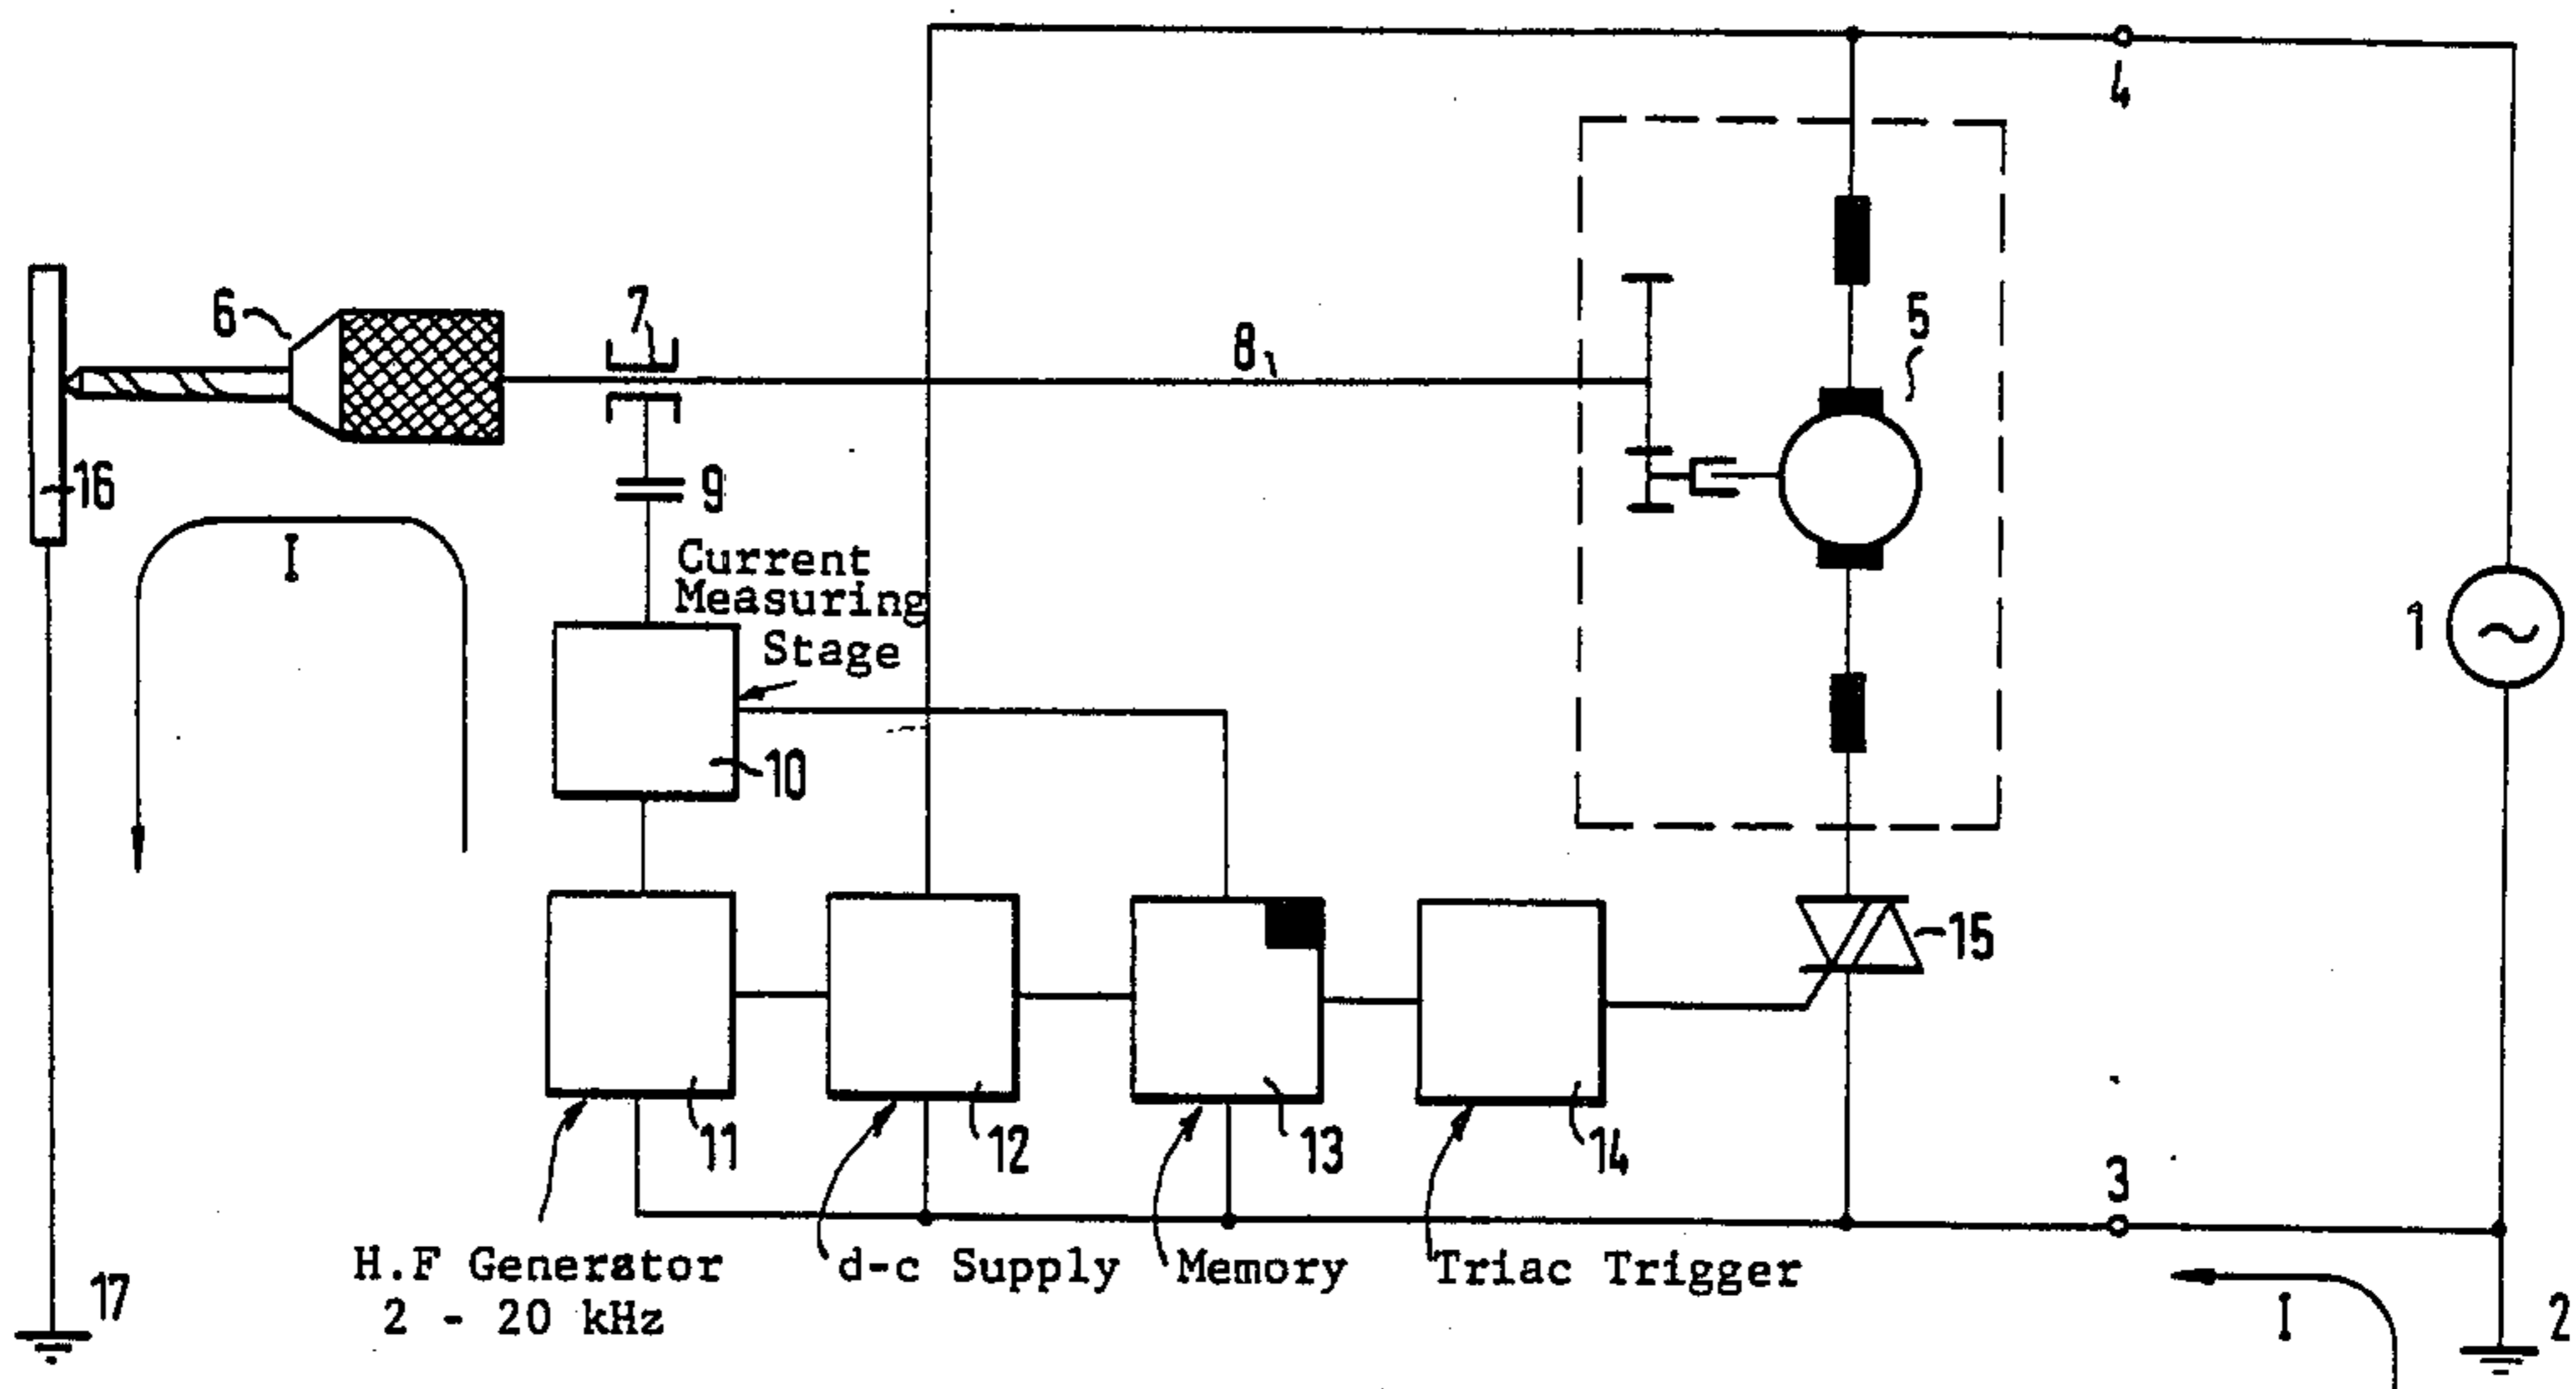 4
5
6
7
8
1
16
9
I
Current
Measuring
Stage
10
15
11
12
13
14
3
H.F Generator
2 - 20 kHz
d-c Supply
Memory
Triac Trigger
17
I
2